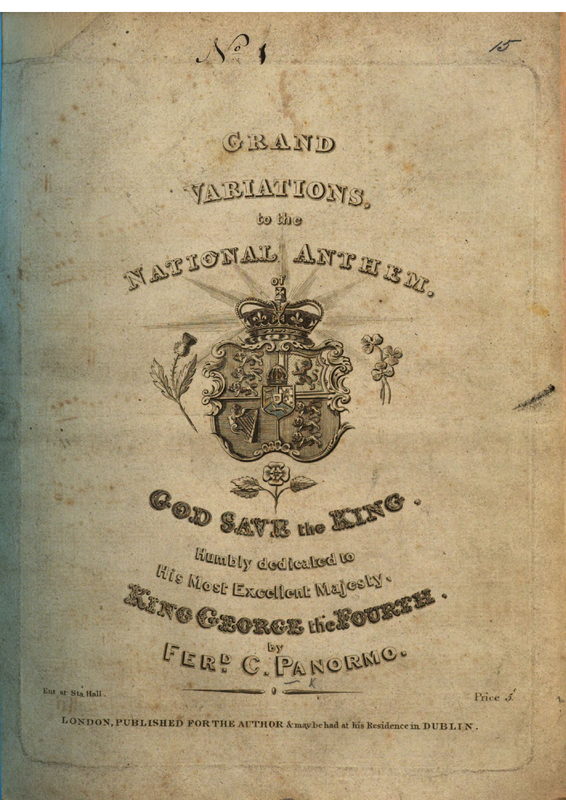 No 1
15
GRAND
VARIATIONS,
to the
NATIONAL ANTHEM.
of
GOD SAVE the KING.
Humbly dedicated to
His Most Excellent Majesty.
KING GEORGE the FOURTH.
by
FERD. C. PANORMO.
Ent at Sta. Hall.
Price 5s
LONDON, PUBLISHED FOR THE AUTHOR & may be had at his Residence in DUBLIN.